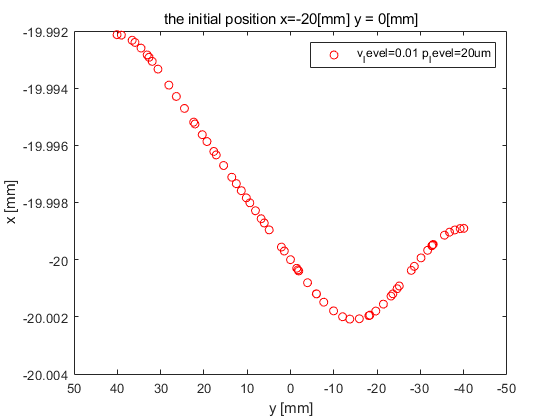 the initial position x=-20[mm] y = 0[mm]
-19.992
v_level=0.01 p_level=20um
-19.994
-19.996
-19.998
x [mm]
-20
-20.002
-20.004
50 40 30 20 10 0 -10 -20 -30 -40 -50
y [mm]